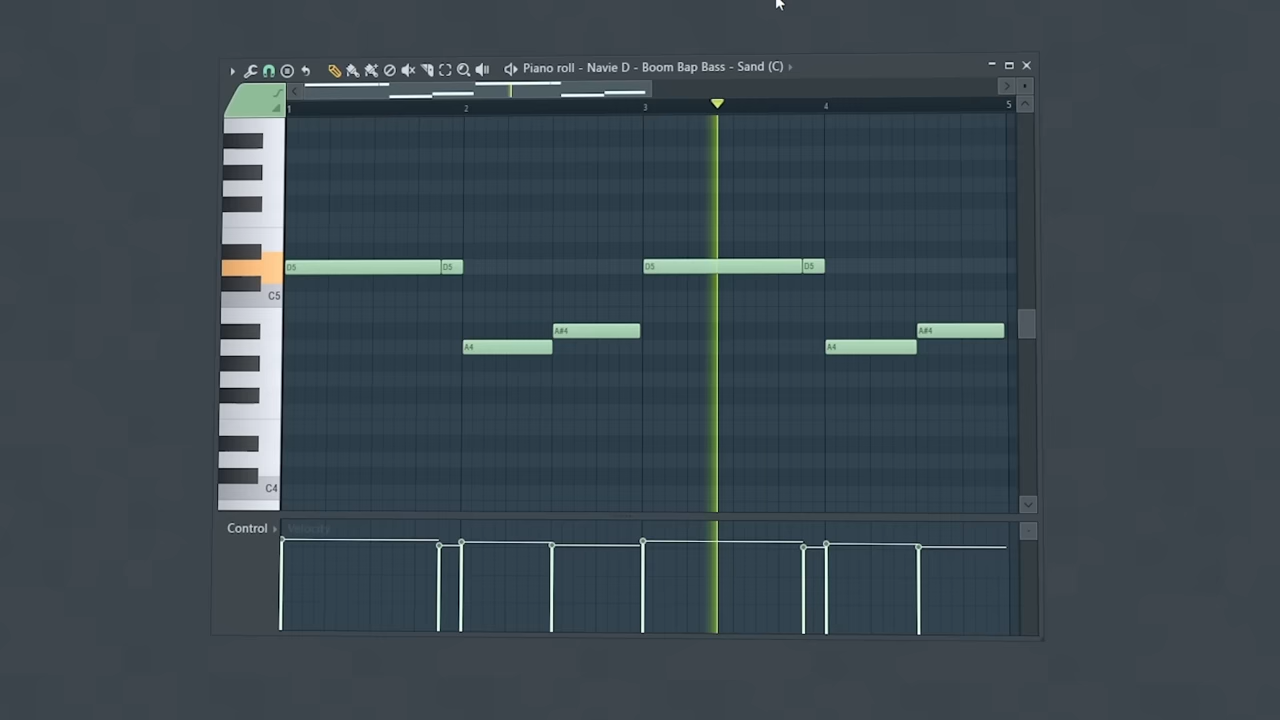 Piano roll - Navie D - Boom Bap Bass - Sand (C)
1 2 3 4 5
D5 D5 D5 D5
C5
A#4 A#4
A4 A4
C4
Control Velocity